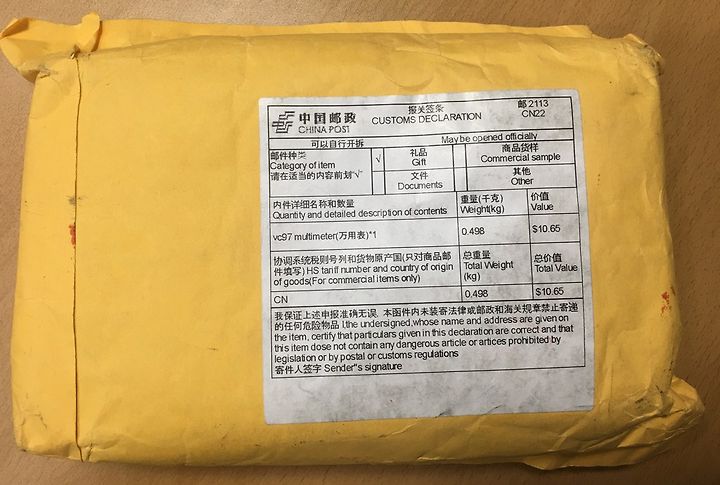 中国邮政
CHINA POST
报关签条
CUSTOMS DECLARATION
邮 2113
CN22
可以自行开拆
May be opened officially
邮件种类
Category of item
请在适当的内容前划"√"
√
礼品
Gift
商品货样
Commercial sample
文件
Documents
其他
Other
内件详细名称和数量
Quantity and detailed description of contents
重量(千克)
Weight(kg)
价值
Value
vc97 multimeter(万用表)*1
0.498
$10.65
协调系统税则号列和货物原产国(只对商品邮
件填写) HS tariff number and country of origin
of goods(For commercial items only)
总重量
Total Weight
(kg)
总价值
Total Value
CN
0.498
$10.65
我保证上述申报准确无误, 本函件内未装寄法律或邮政和海关规章禁止寄递
的任何危险物品 I,the undersigned,whose name and address are given on
the item, certify that particulars given in this declaration are correct and that
this item dose not contain any dangerous article or artices prohibited by
legislation or by postal or customs regulations
寄件人签字 Sender"s signature